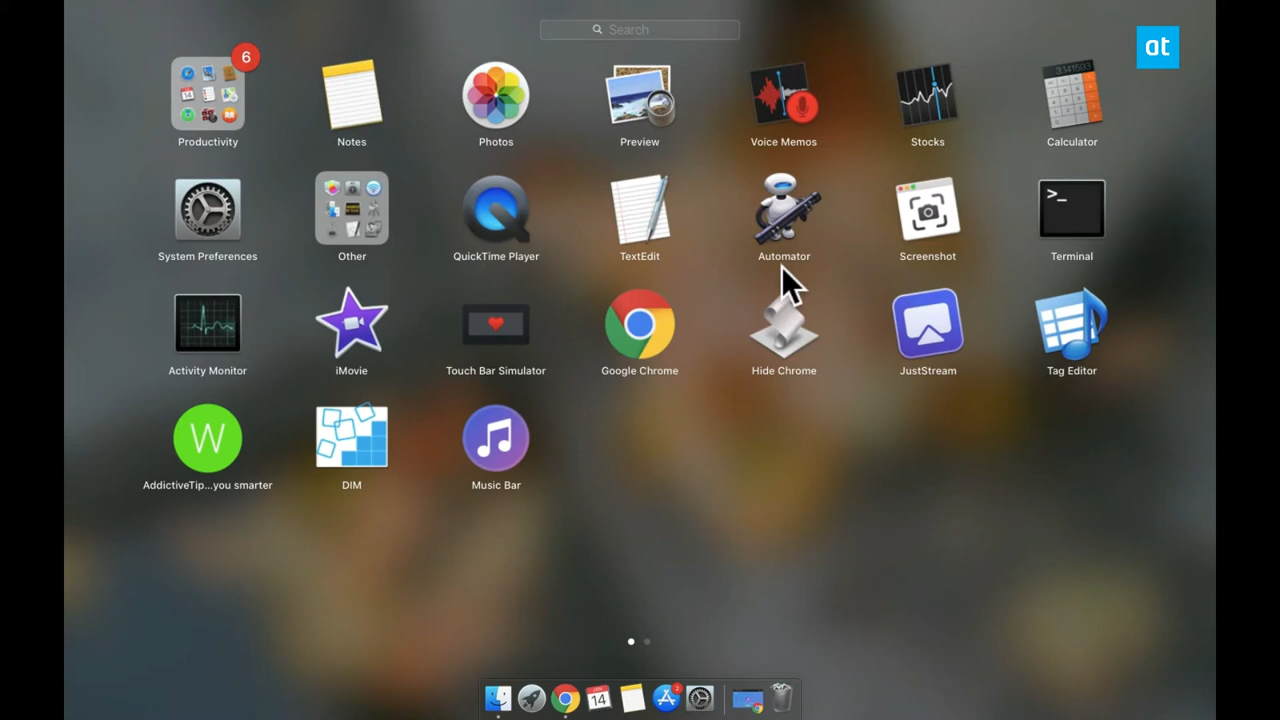 Search
at
6
Productivity
Notes
Photos
Preview
Voice Memos
Stocks
Calculator
System Preferences
Other
QuickTime Player
TextEdit
Automator
Screenshot
Terminal
Activity Monitor
iMovie
Touch Bar Simulator
Google Chrome
Hide Chrome
JustStream
Tag Editor
W
AddictiveTip...you smarter
DIM
Music Bar
14
2